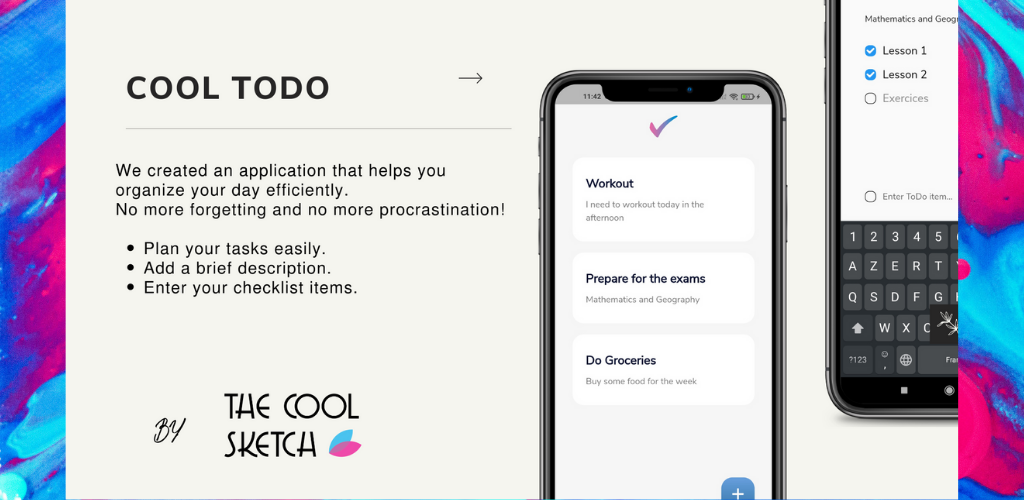 COOL TODO
We created an application that helps you
organize your day efficiently.
No more forgetting and no more procrastination!
Plan your tasks easily.
Add a brief description.
Enter your checklist items.
BY
THE COOL
SKETCH
11:42
Workout
I need to workout today in the
afternoon
Prepare for the exams
Mathematics and Geography
Do Groceries
Buy some food for the week
Mathematics and Geogr
Lesson 1
Lesson 2
Exercices
Enter ToDo item...
1 2 3 4 5
A Z E R T
Q S D F G
W X C
?123 , Fra